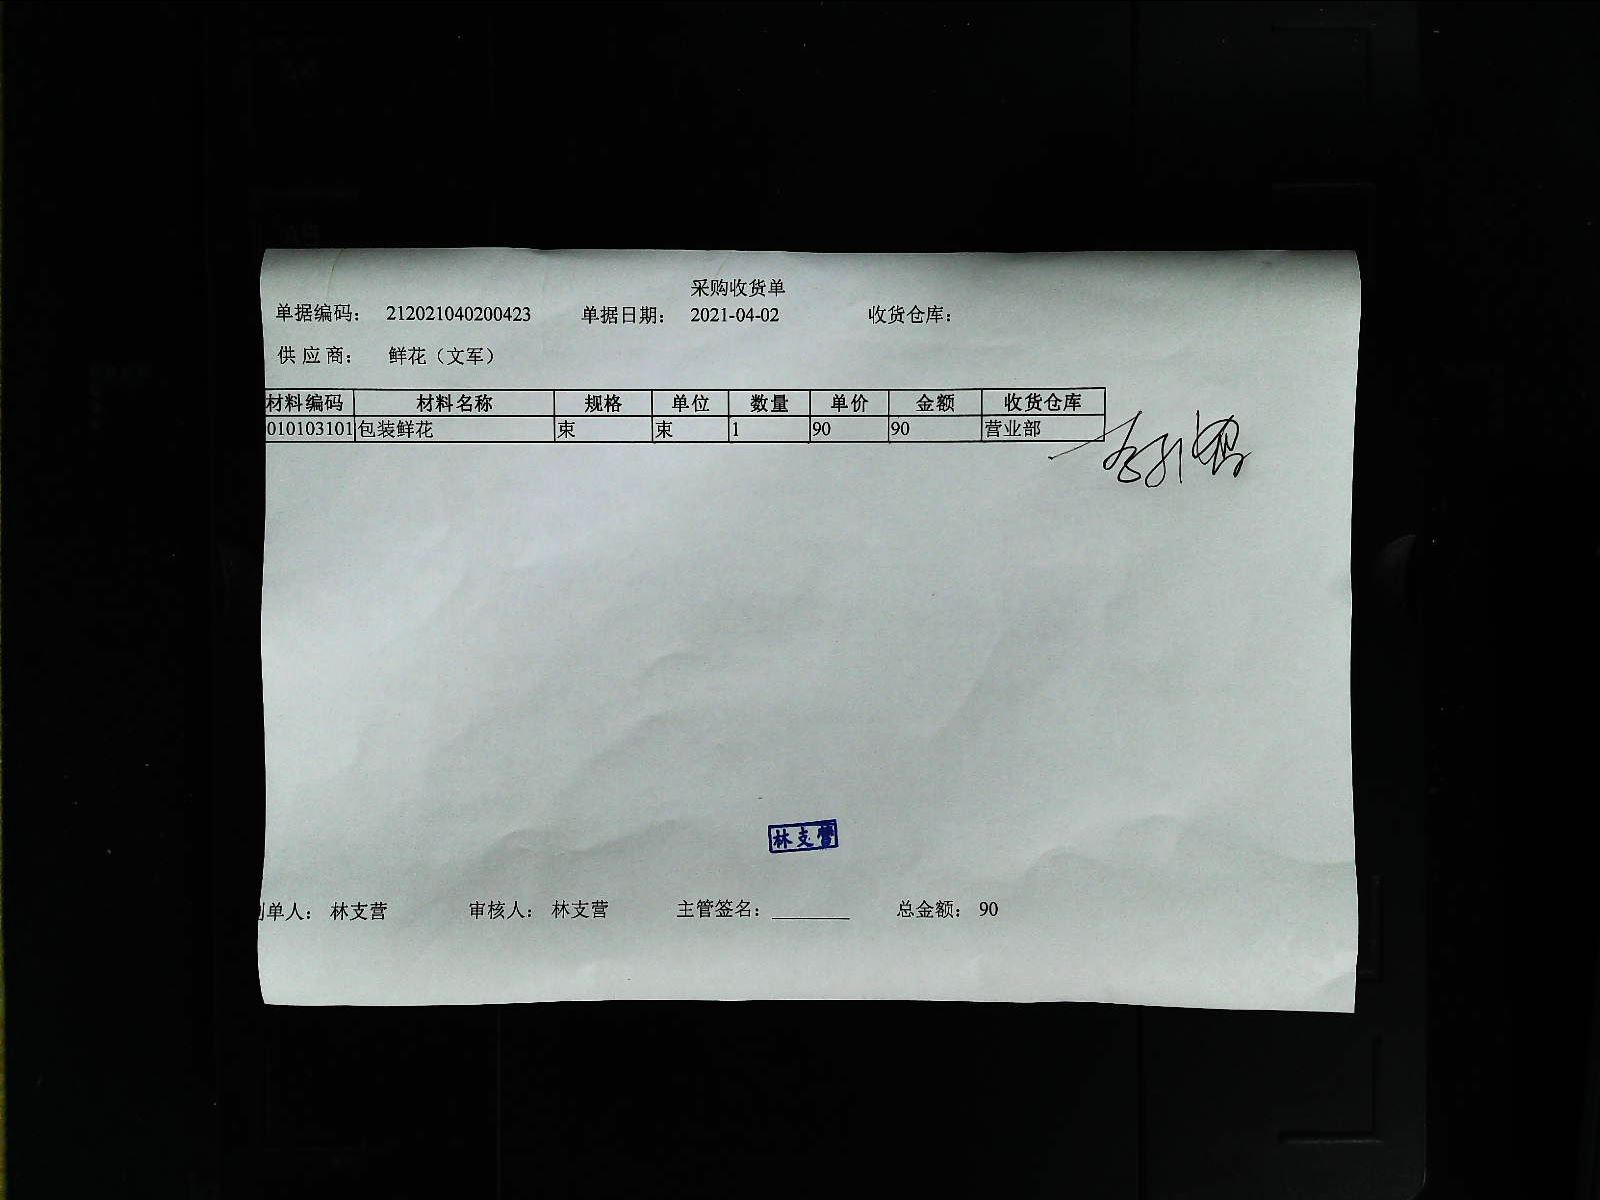 采购收货单
单据编码： 212021040200423 单据日期： 2021-04-02 收货仓库：
供应商： 鲜花（文军）
材料编码 材料名称 规格 单位 数量 单价 金额 收货仓库
010103101 包装鲜花 束 束 1 90 90 营业部
林支营
单人： 林支营 审核人： 林支营 主管签名：________ 总金额： 90